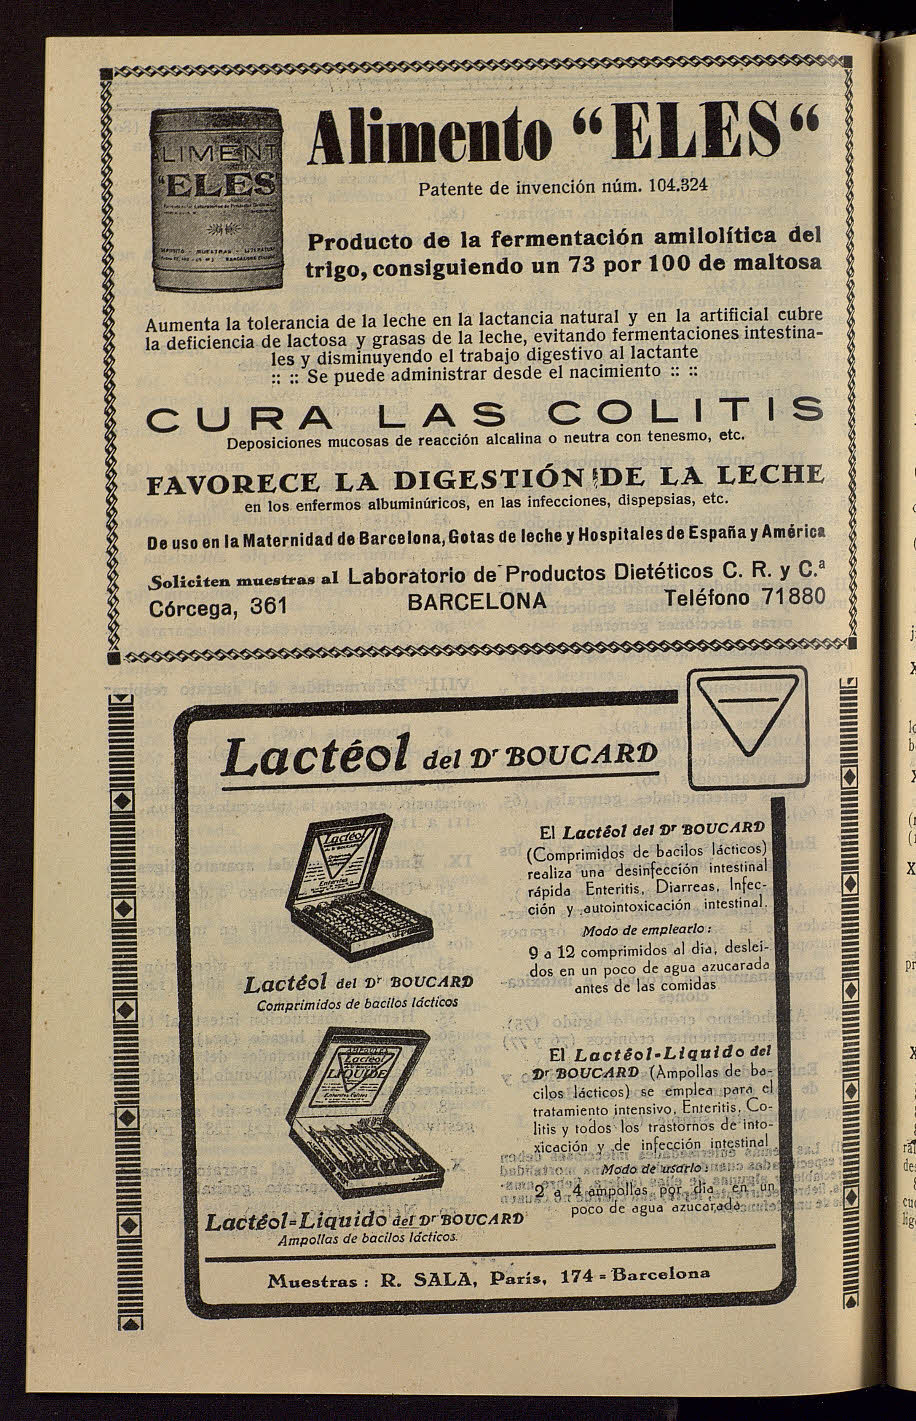 Alimento “ELES“
Patente de invención núm. 104.324
ALIMENT
"ELES"
Producto de la fermentación amilolítica del
trigo, consiguiendo un 73 por 100 de maltosa
Aumenta la tolerancia de la leche en la lactancia natural y en la artificial cubre
la deficiencia de lactosa y grasas de la leche, evitando fermentaciones intestina-
les y disminuyendo el trabajo digestivo al lactante
:: :: Se puede administrar desde el nacimiento :: ::
CURA LAS COLITIS
Deposiciones mucosas de reacción alcalina o neutra con tenesmo, etc.
FAVORECE LA DIGESTIÓN DE LA LECHE
en los enfermos albuminúricos, en las infecciones, dispepsias, etc.
De uso en la Maternidad de Barcelona, Gotas de leche y Hospitales de España y América
Soliciten muestras al Laboratorio de Productos Dietéticos C. R. y C.ª
Córcega, 361 BARCELONA Teléfono 71880
Lactéol del Dr BOUCARD
Lactéol
Lactéol del Dr BOUCARD
Comprimidos de bacilos lácticos
AMPOULES
Lactéol
LIQUIDE
Lactéol-Liquido del Dr BOUCARD
Ampollas de bacilos lácticos.
El Lactéol del Dr BOUCARD
(Comprimidos de bacilos lácticos)
realiza una desinfección intestinal
rápida Enteritis, Diarreas, Infec-
ción y autointoxicación intestinal.
Modo de emplearlo:
9 a 12 comprimidos al dia, deslei-
dos en un poco de agua azucarada
antes de las comidas
El Lactéol-Liquido del
Dr BOUCARD (Ampollas de ba-
cilos lácticos) se emplea para el
tratamiento intensivo, Enteritis, Co-
litis y todos los trastornos de into-
xicación y de infección intestinal
Modo de usarlo:
2 a 4 ampollas por dia en un
poco de agua azucarada
Muestras: R. SALA, París, 174 - Barcelona